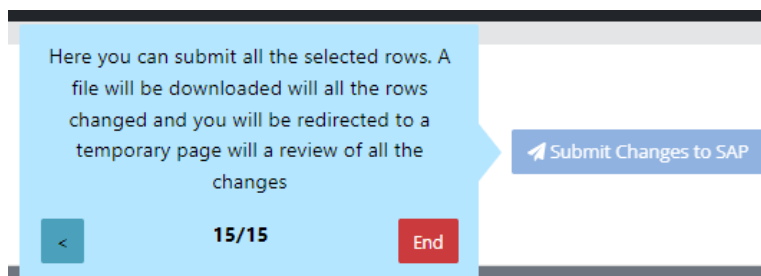 Here you can submit all the selected rows. A
file will be downloaded will all the rows
changed and you will be redirected to a
temporary page will a review of all the
changes
Submit Changes to SAP
<
15/15
End